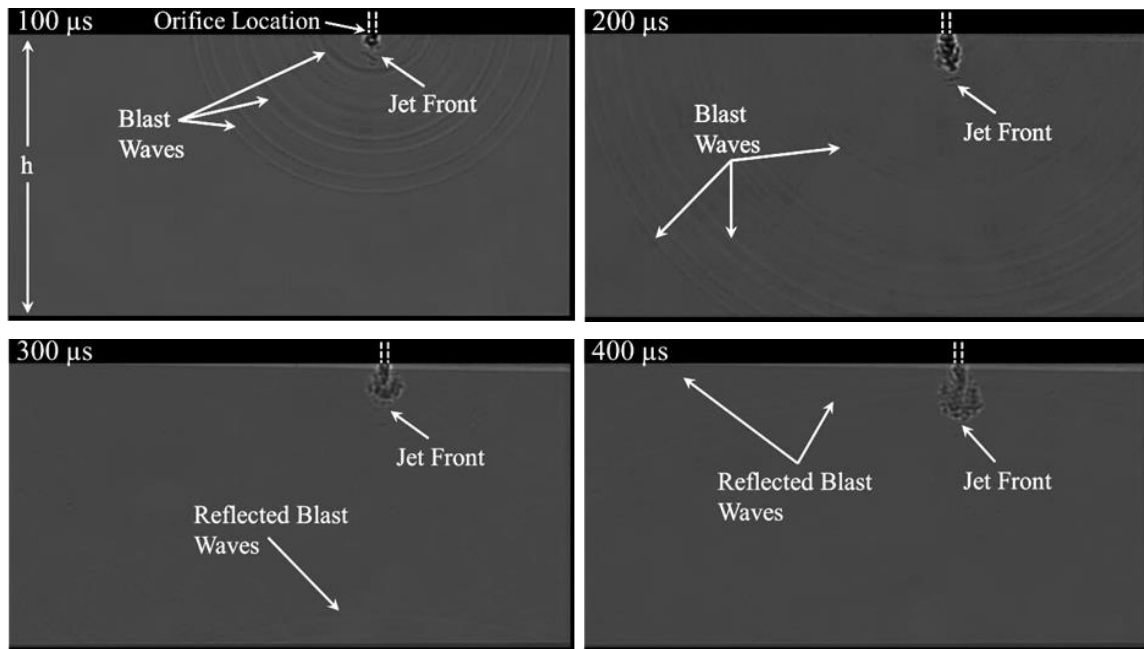 100 µs
Orifice Location
Jet Front
Blast
Waves
h
200 µs
Blast
Waves
Jet Front
300 µs
Jet Front
Reflected Blast
Waves
400 µs
Reflected Blast
Waves
Jet Front